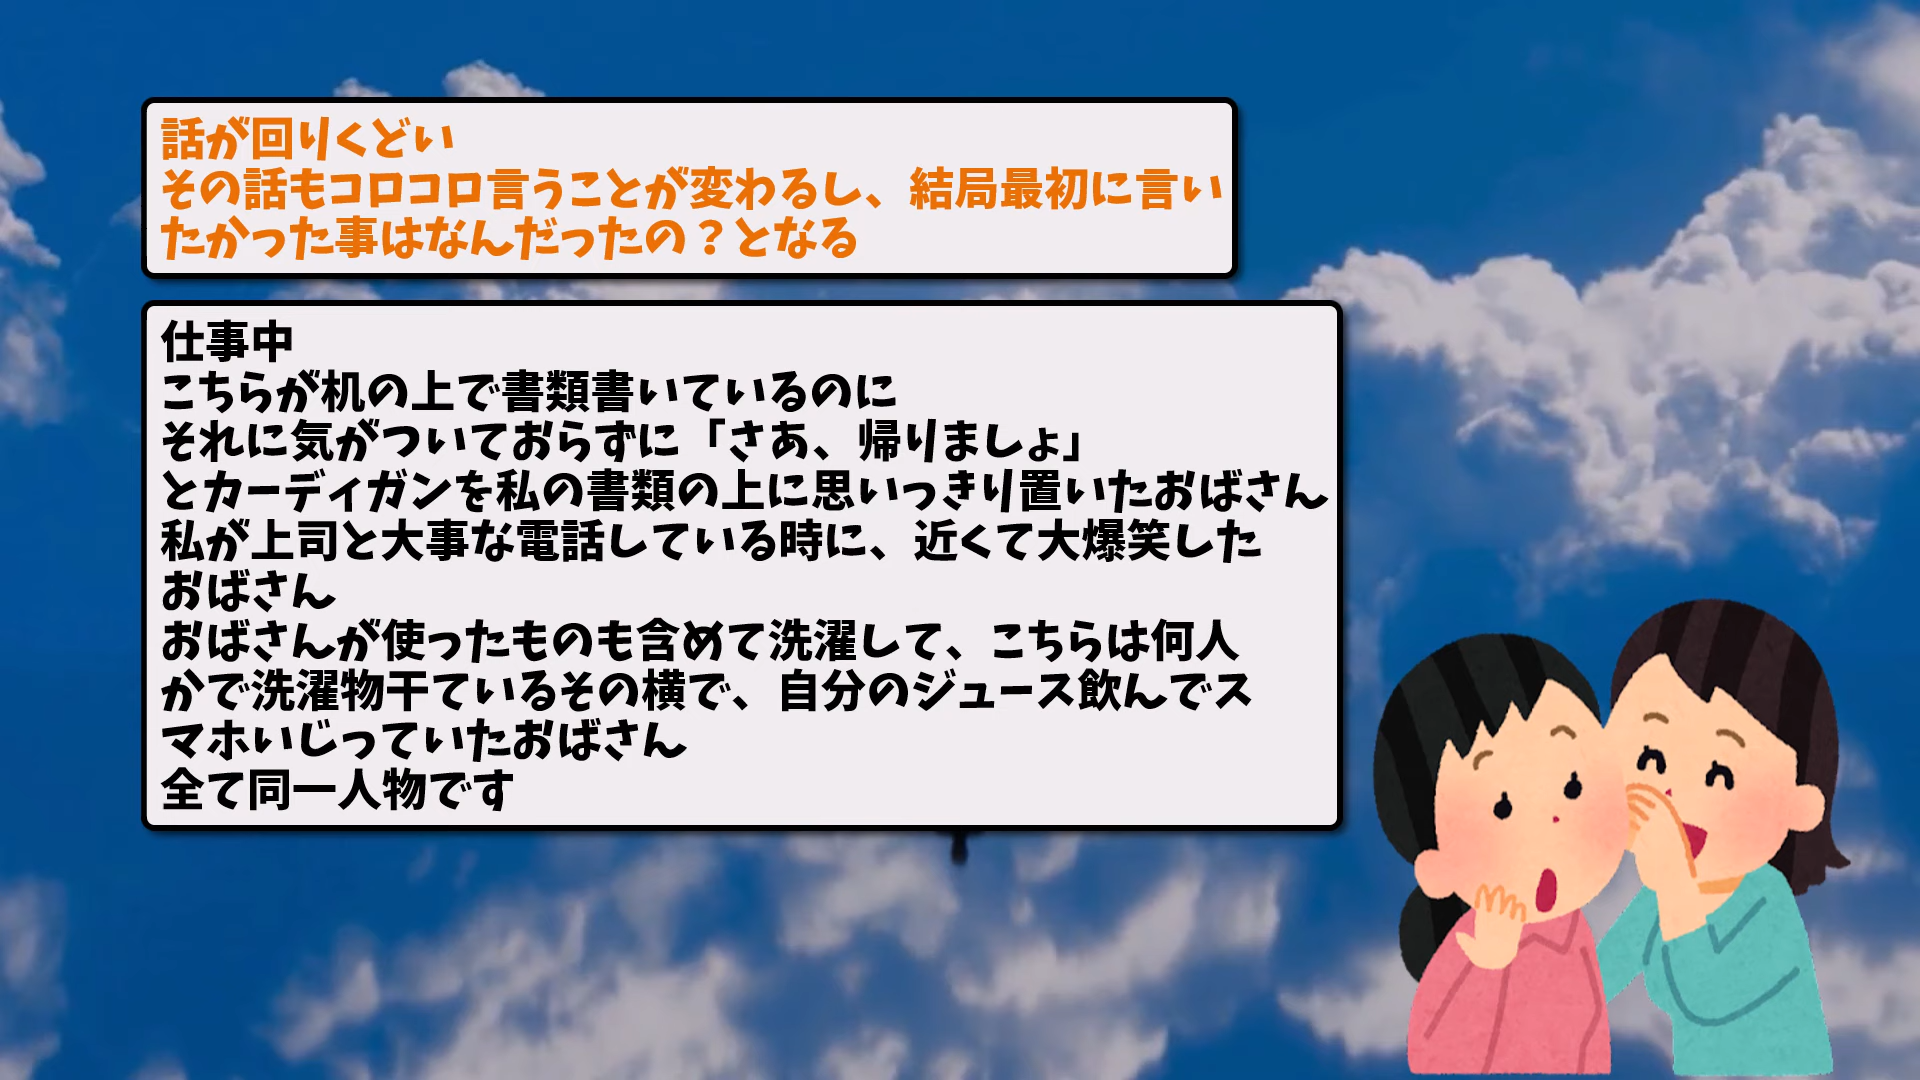 話が回りくどい
その話もコロコロ言うことが変わるし、結局最初に言い
たかった事はなんだったの？となる
仕事中
こちらが机の上で書類書いているのに
それに気がついておらずに「さあ、帰りましょ」
とカーディガンを私の書類の上に思いっきり置いたおばさん
私が上司と大事な電話している時に、近くて大爆笑した
おばさん
おばさんが使ったものも含めて洗濯して、こちらは何人
かで洗濯物干ているその横で、自分のジュース飲んでス
マホいじっていたおばさん
全て同一人物です